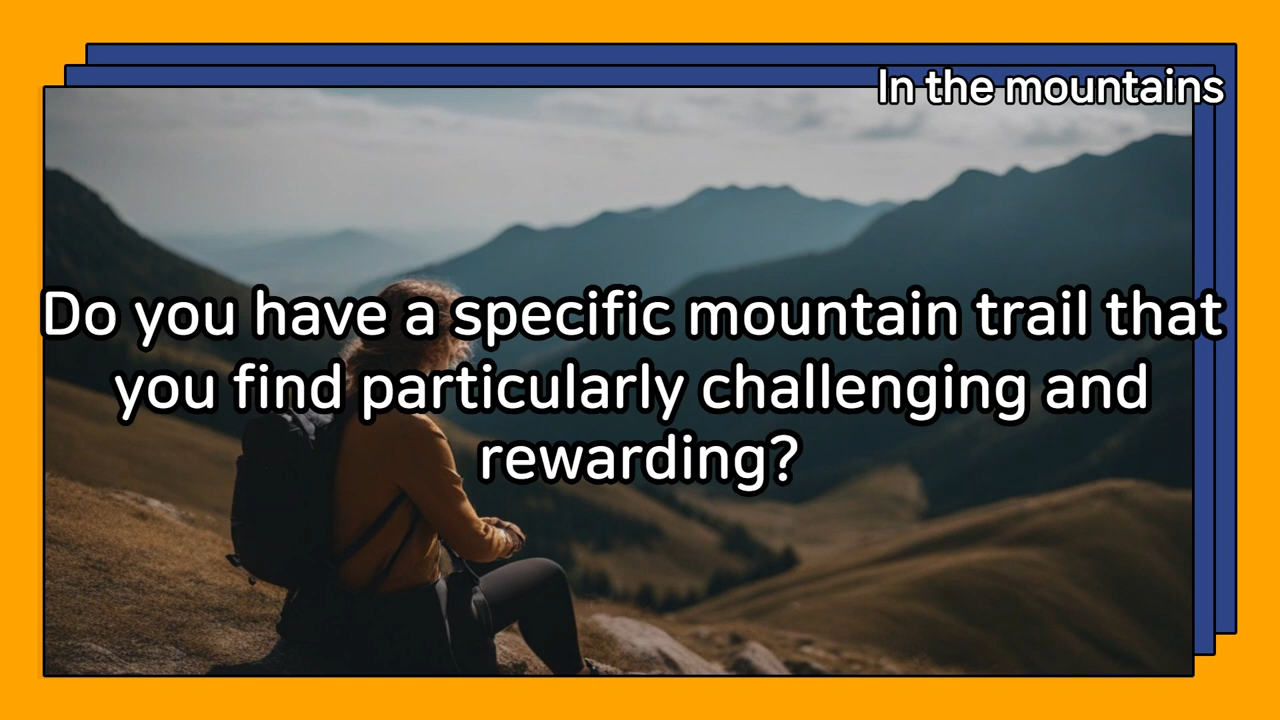 In the mountains
Do you have a specific mountain trail that
you find particularly challenging and
rewarding?